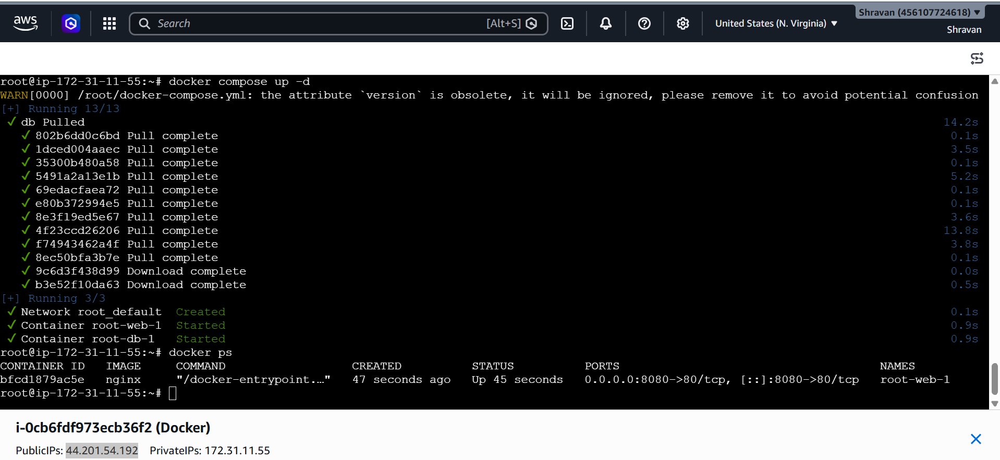 aws
Search
[Alt+S]
United States (N. Virginia) ▼
Shravan (456107724618) ▼
Shravan
root@ip-172-31-11-55:~# docker compose up -d
WARN[0000] /root/docker-compose.yml: the attribute `version` is obsolete, it will be ignored, please remove it to avoid potential confusion
[+] Running 13/13
✓ db Pulled 14.2s
✓ 802b6dd0c6bd Pull complete 0.1s
✓ 1dced004aaec Pull complete 3.5s
✓ 35300b480a58 Pull complete 0.1s
✓ 5491a2a13e1b Pull complete 5.2s
✓ 69edacfaea72 Pull complete 0.1s
✓ e80b372994e5 Pull complete 0.1s
✓ 8e3f19ed5e67 Pull complete 3.6s
✓ 4f23ccd26206 Pull complete 13.8s
✓ f74943462a4f Pull complete 3.8s
✓ 8ec50bfa3b7e Pull complete 0.1s
✓ 9c6d3f438d99 Download complete 0.0s
✓ b3e52f10da63 Download complete 0.5s
[+] Running 3/3
✓ Network root_default Created 0.1s
✓ Container root-web-1 Started 0.9s
✓ Container root-db-1 Started 0.9s
root@ip-172-31-11-55:~# docker ps
CONTAINER ID IMAGE COMMAND CREATED STATUS PORTS NAMES
bfcd1879ac5e nginx "/docker-entrypoint.…" 47 seconds ago Up 45 seconds 0.0.0.0:8080->80/tcp, [::]:8080->80/tcp root-web-1
root@ip-172-31-11-55:~#
i-0cb6fdf973ecb36f2 (Docker)
PublicIPs: 44.201.54.192 PrivateIPs: 172.31.11.55